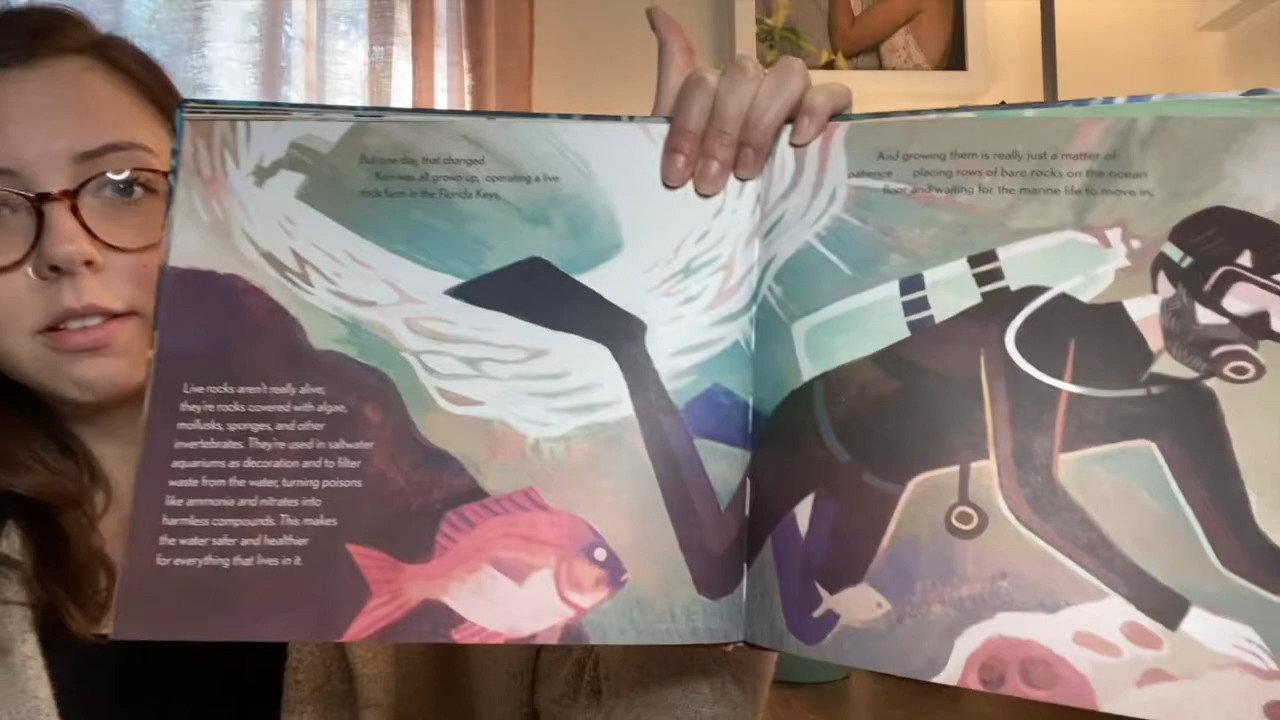 But one day, that changed.
Ken was all grown up, operating a live
rock farm in the Florida Keys.
Live rocks aren't really alive;
they're rocks covered with algae,
mollusks, sponges, and other
invertebrates. They're used in saltwater
aquariums as decoration and to filter
waste from the water, turning poisons
like ammonia and nitrates into
harmless compounds. This makes
the water safer and healthier
for everything that lives in it.
And growing them is really just a matter of
patience placing rows of bare rocks on the ocean
floor and waiting for the marine life to move in.